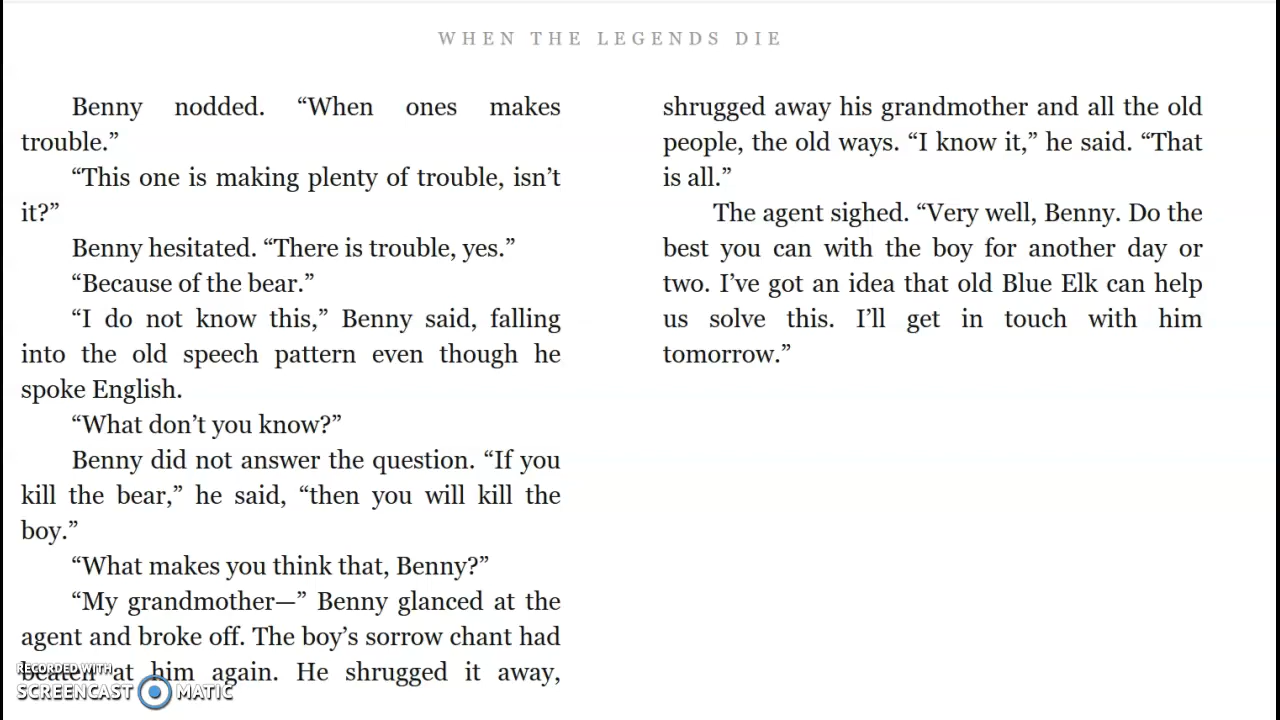 WHEN THE LEGENDS DIE
Benny nodded. “When ones makes
trouble.”
“This one is making plenty of trouble, isn’t
it?”
Benny hesitated. “There is trouble, yes.”
“Because of the bear.”
“I do not know this,” Benny said, falling
into the old speech pattern even though he
spoke English.
“What don’t you know?”
Benny did not answer the question. “If you
kill the bear,” he said, “then you will kill the
boy.”
“What makes you think that, Benny?”
“My grandmother—” Benny glanced at the
agent and broke off. The boy’s sorrow chant had
beaten at him again. He shrugged it away,
shrugged away his grandmother and all the old
people, the old ways. “I know it,” he said. “That
is all.”
The agent sighed. “Very well, Benny. Do the
best you can with the boy for another day or
two. I’ve got an idea that old Blue Elk can help
us solve this. I’ll get in touch with him
tomorrow.”
RECORDED WITH
SCREENCAST MATIC